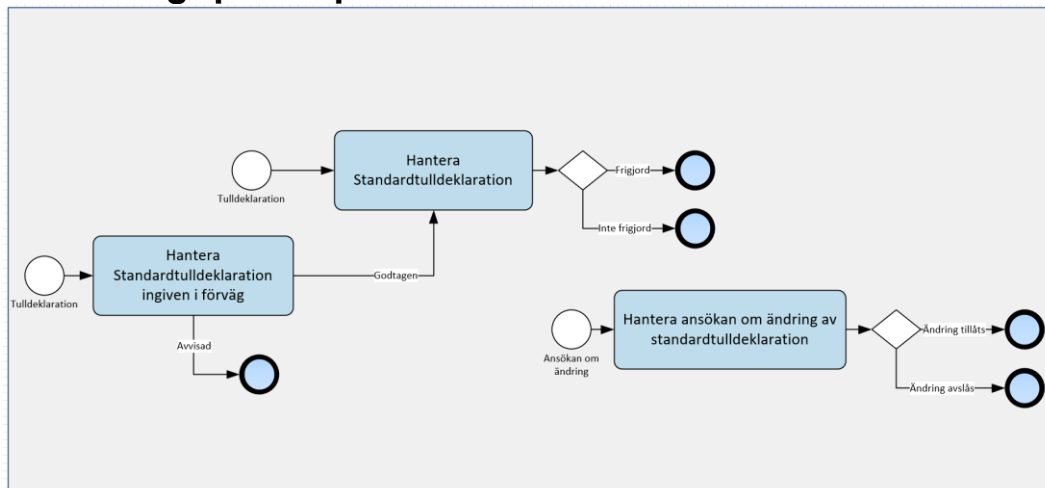 Tulldeklaration
Hantera
Standardtulldeklaration
Frigjord
Inte frigjord
Tulldeklaration
Hantera
Standardtulldeklaration
ingiven i förväg
Godtagen
Avvisad
Ansökan om
ändring
Hantera ansökan om ändring av
standardtulldeklaration
Ändring tillåts
Ändring avslås